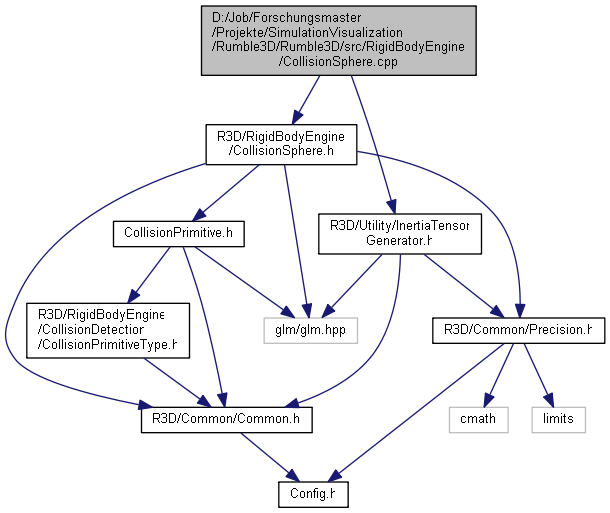 D:/Job/Forschungsmaster
/Projekte/SimulationVisualization
/Rumble3D/Rumble3D/src/RigidBodyEngine
/CollisionSphere.cpp
R3D/RigidBodyEngine
/CollisionSphere.h
CollisionPrimitive.h
R3D/Utility/InertiaTensor
Generator.h
R3D/RigidBodyEngine
/CollisionDetection
/CollisionPrimitiveType.h
glm/glm.hpp
R3D/Common/Precision.h
R3D/Common/Common.h
cmath
limits
Config.h